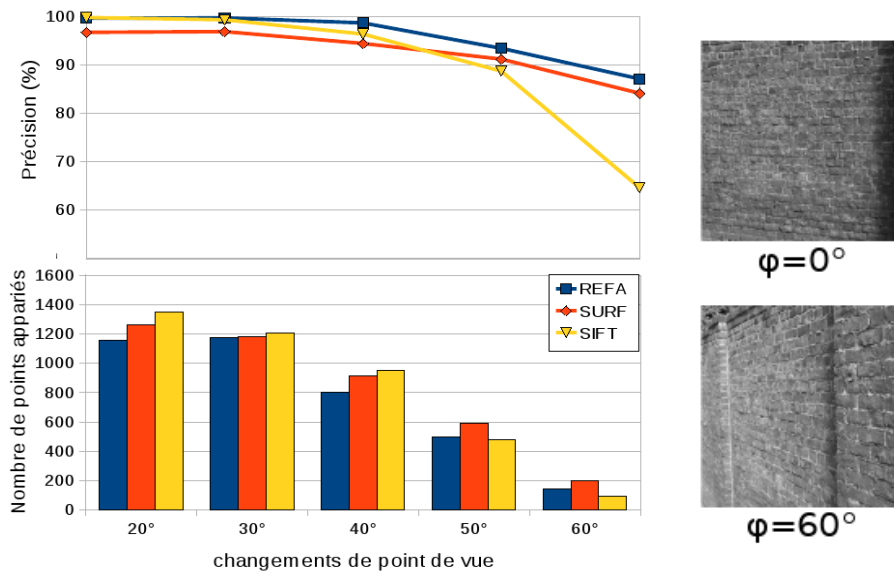 Précision (%)
100
90
80
70
60
Nombre de points appariés
1600
1400
1200
1000
800
600
400
200
0
REFA
SURF
SIFT
20°
30°
40°
50°
60°
changements de point de vue
φ=0°
φ=60°